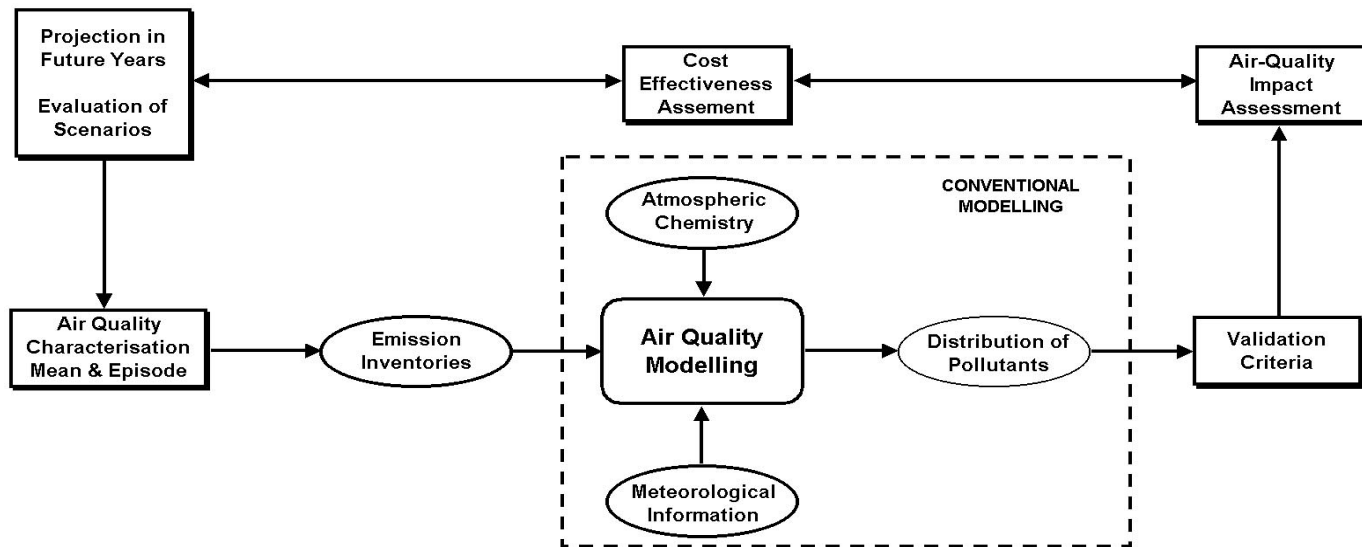 Projection in
Future Years
Evaluation of
Scenarios
Cost
Effectiveness
Assement
Air-Quality
Impact
Assessment
CONVENTIONAL
MODELLING
Atmospheric
Chemistry
Air Quality
Characterisation
Mean & Episode
Emission
Inventories
Air Quality
Modelling
Distribution of
Pollutants
Validation
Criteria
Meteorological
Information